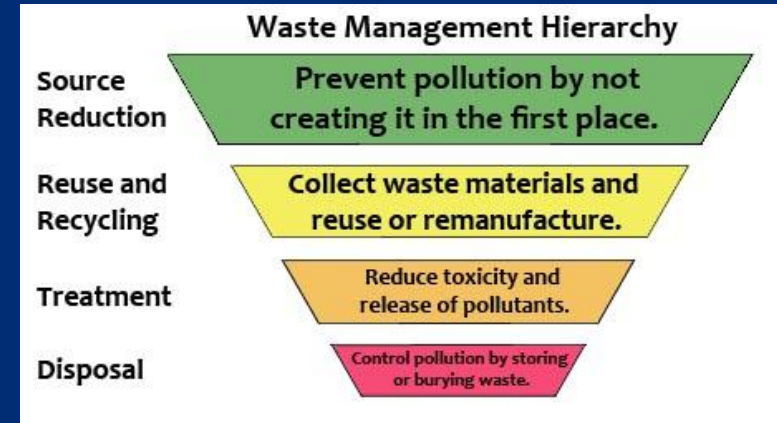 Waste Management Hierarchy
Source
Reduction
Prevent pollution by not
creating it in the first place.
Reuse and
Recycling
Collect waste materials and
reuse or remanufacture.
Treatment
Reduce toxicity and
release of pollutants.
Disposal
Control pollution by storing
or burying waste.